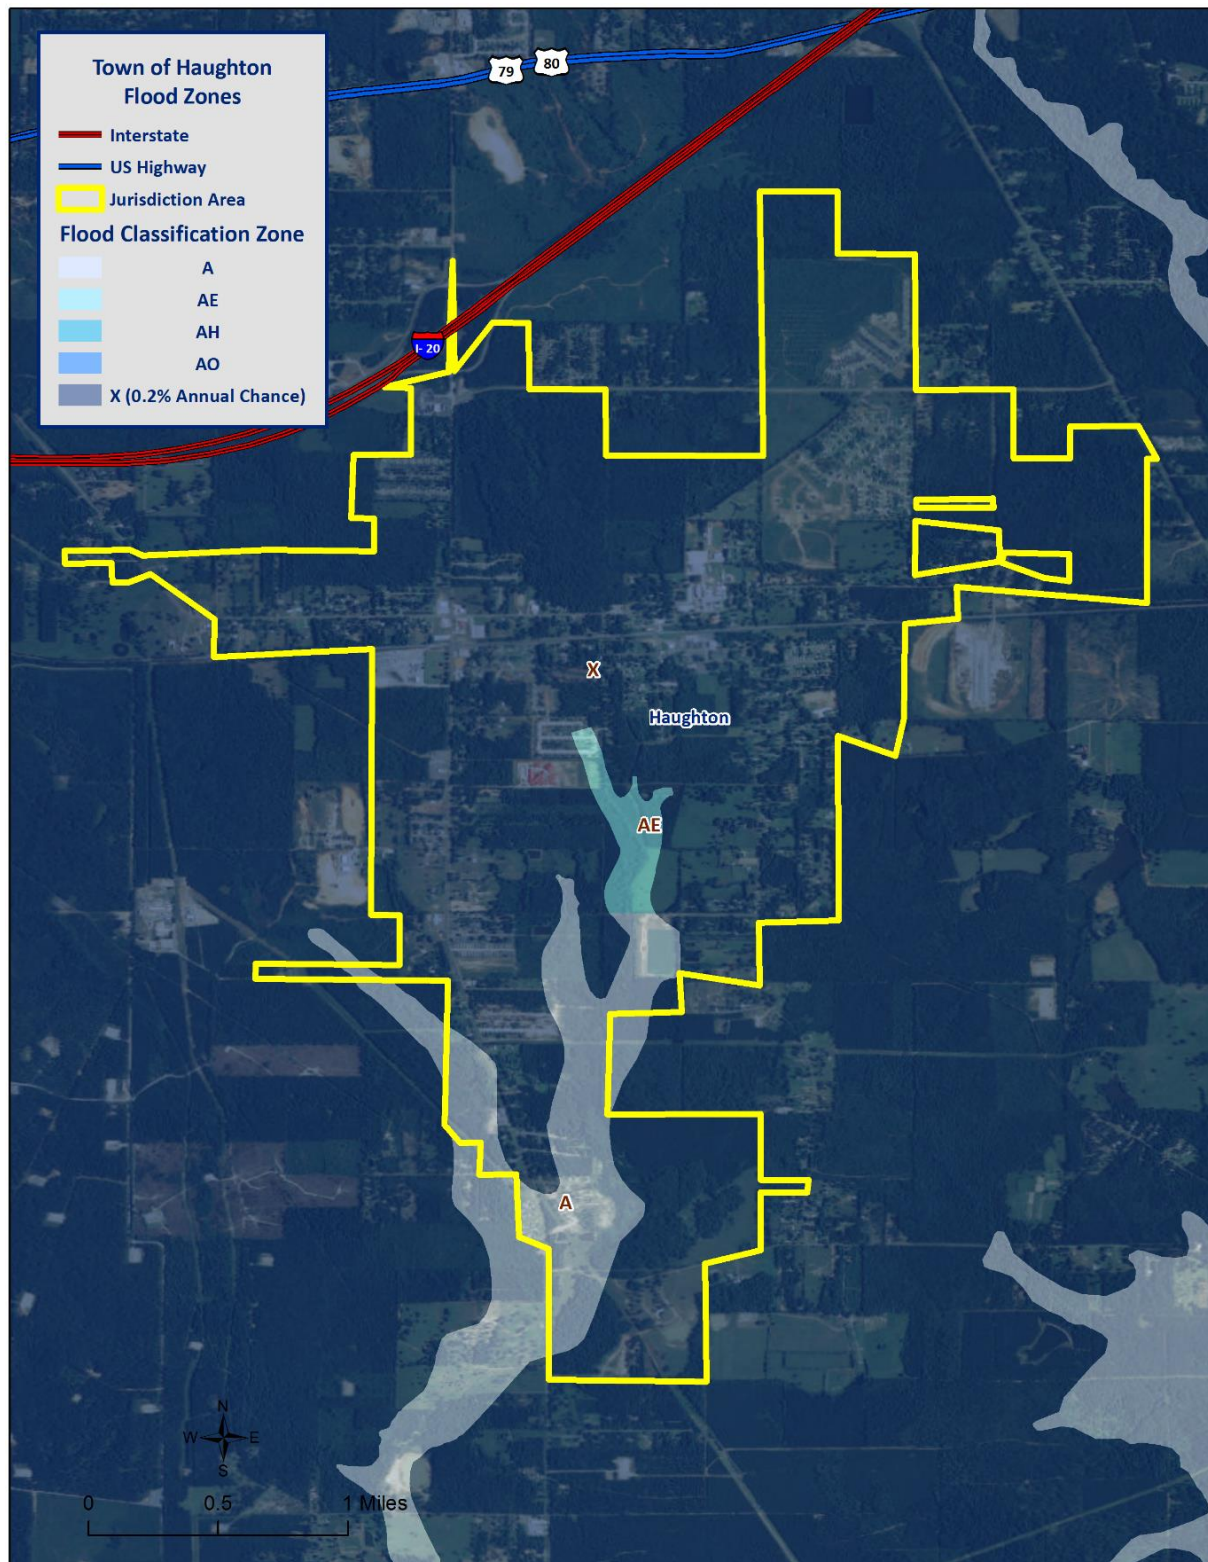 Town of Haughton
Flood Zones
Interstate
US Highway
Jurisdiction Area
Flood Classification Zone
A
AE
AH
AO
X (0.2% Annual Chance)
79
80
I- 20
X
Haughton
AE
A
N
W
E
S
0
0.5
1 Miles